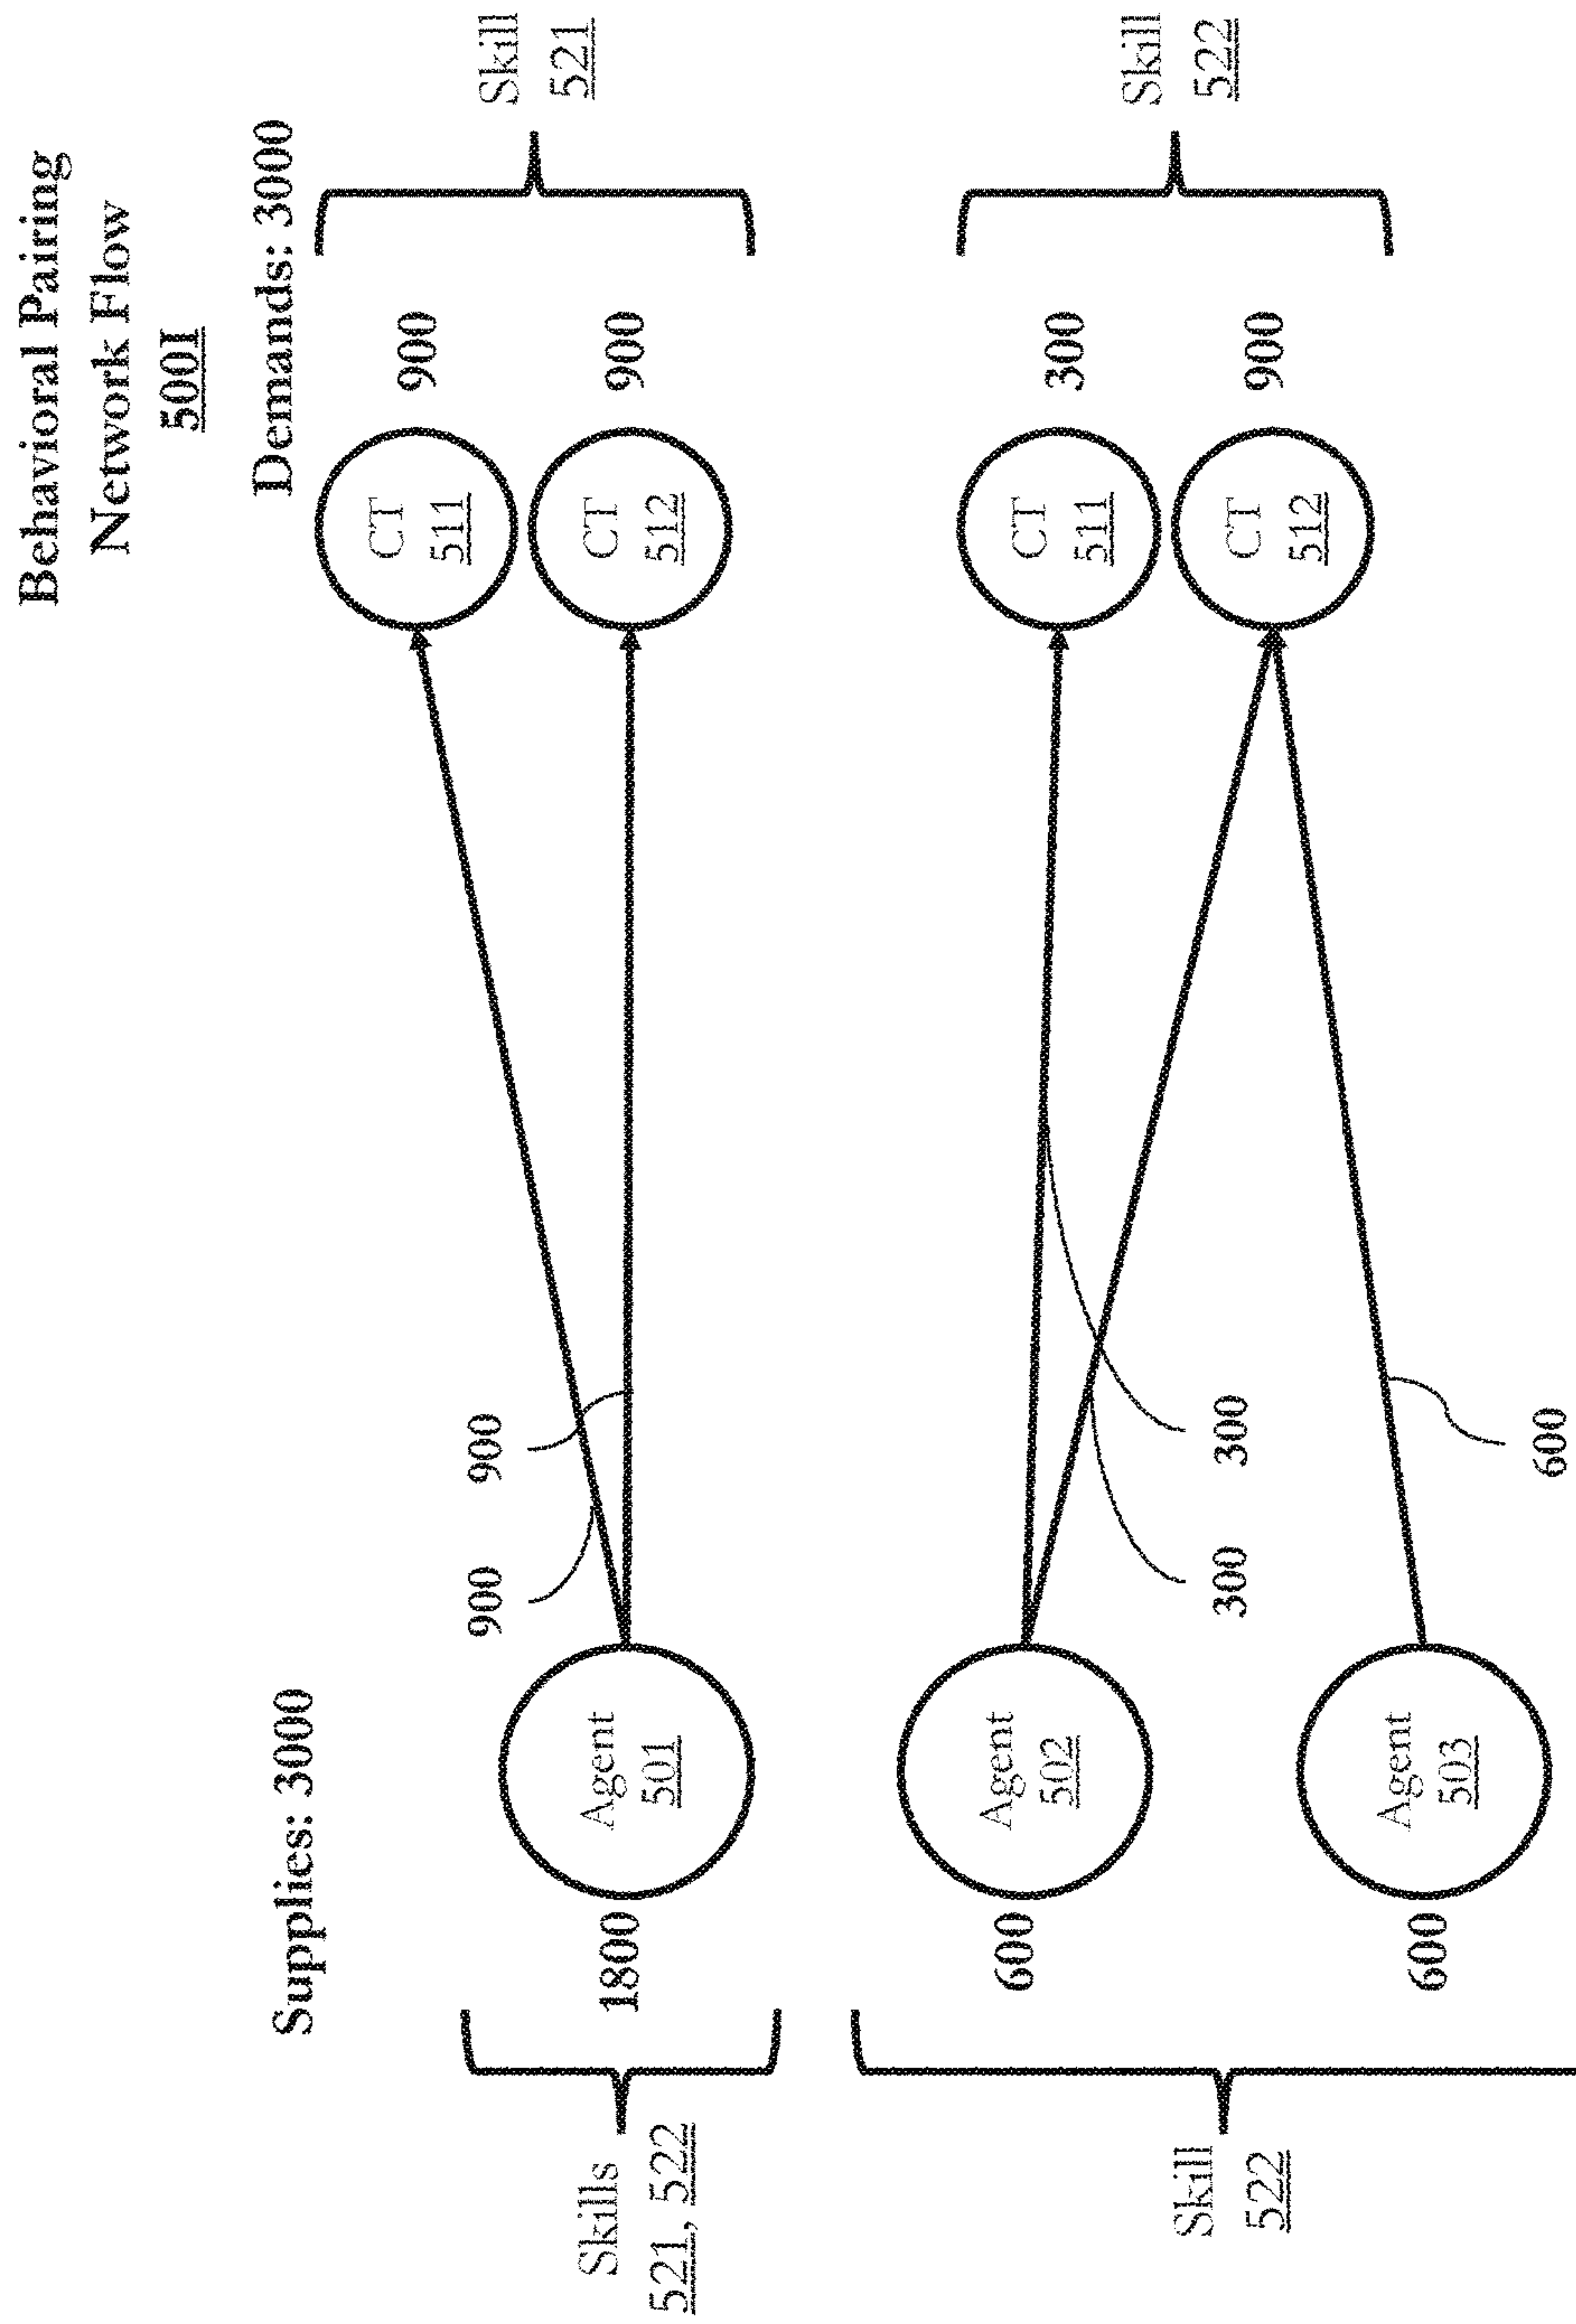 Behavioral Pairing
Network Flow
500I
Supplies: 3000
Demands: 3000
Skills
521, 522
1800
Agent
501
900
900
CT
511
900
CT
512
900
Skill
521
Skill
522
600
Agent
502
300
300
CT
511
300
CT
512
900
Skill
522
600
Agent
503
600